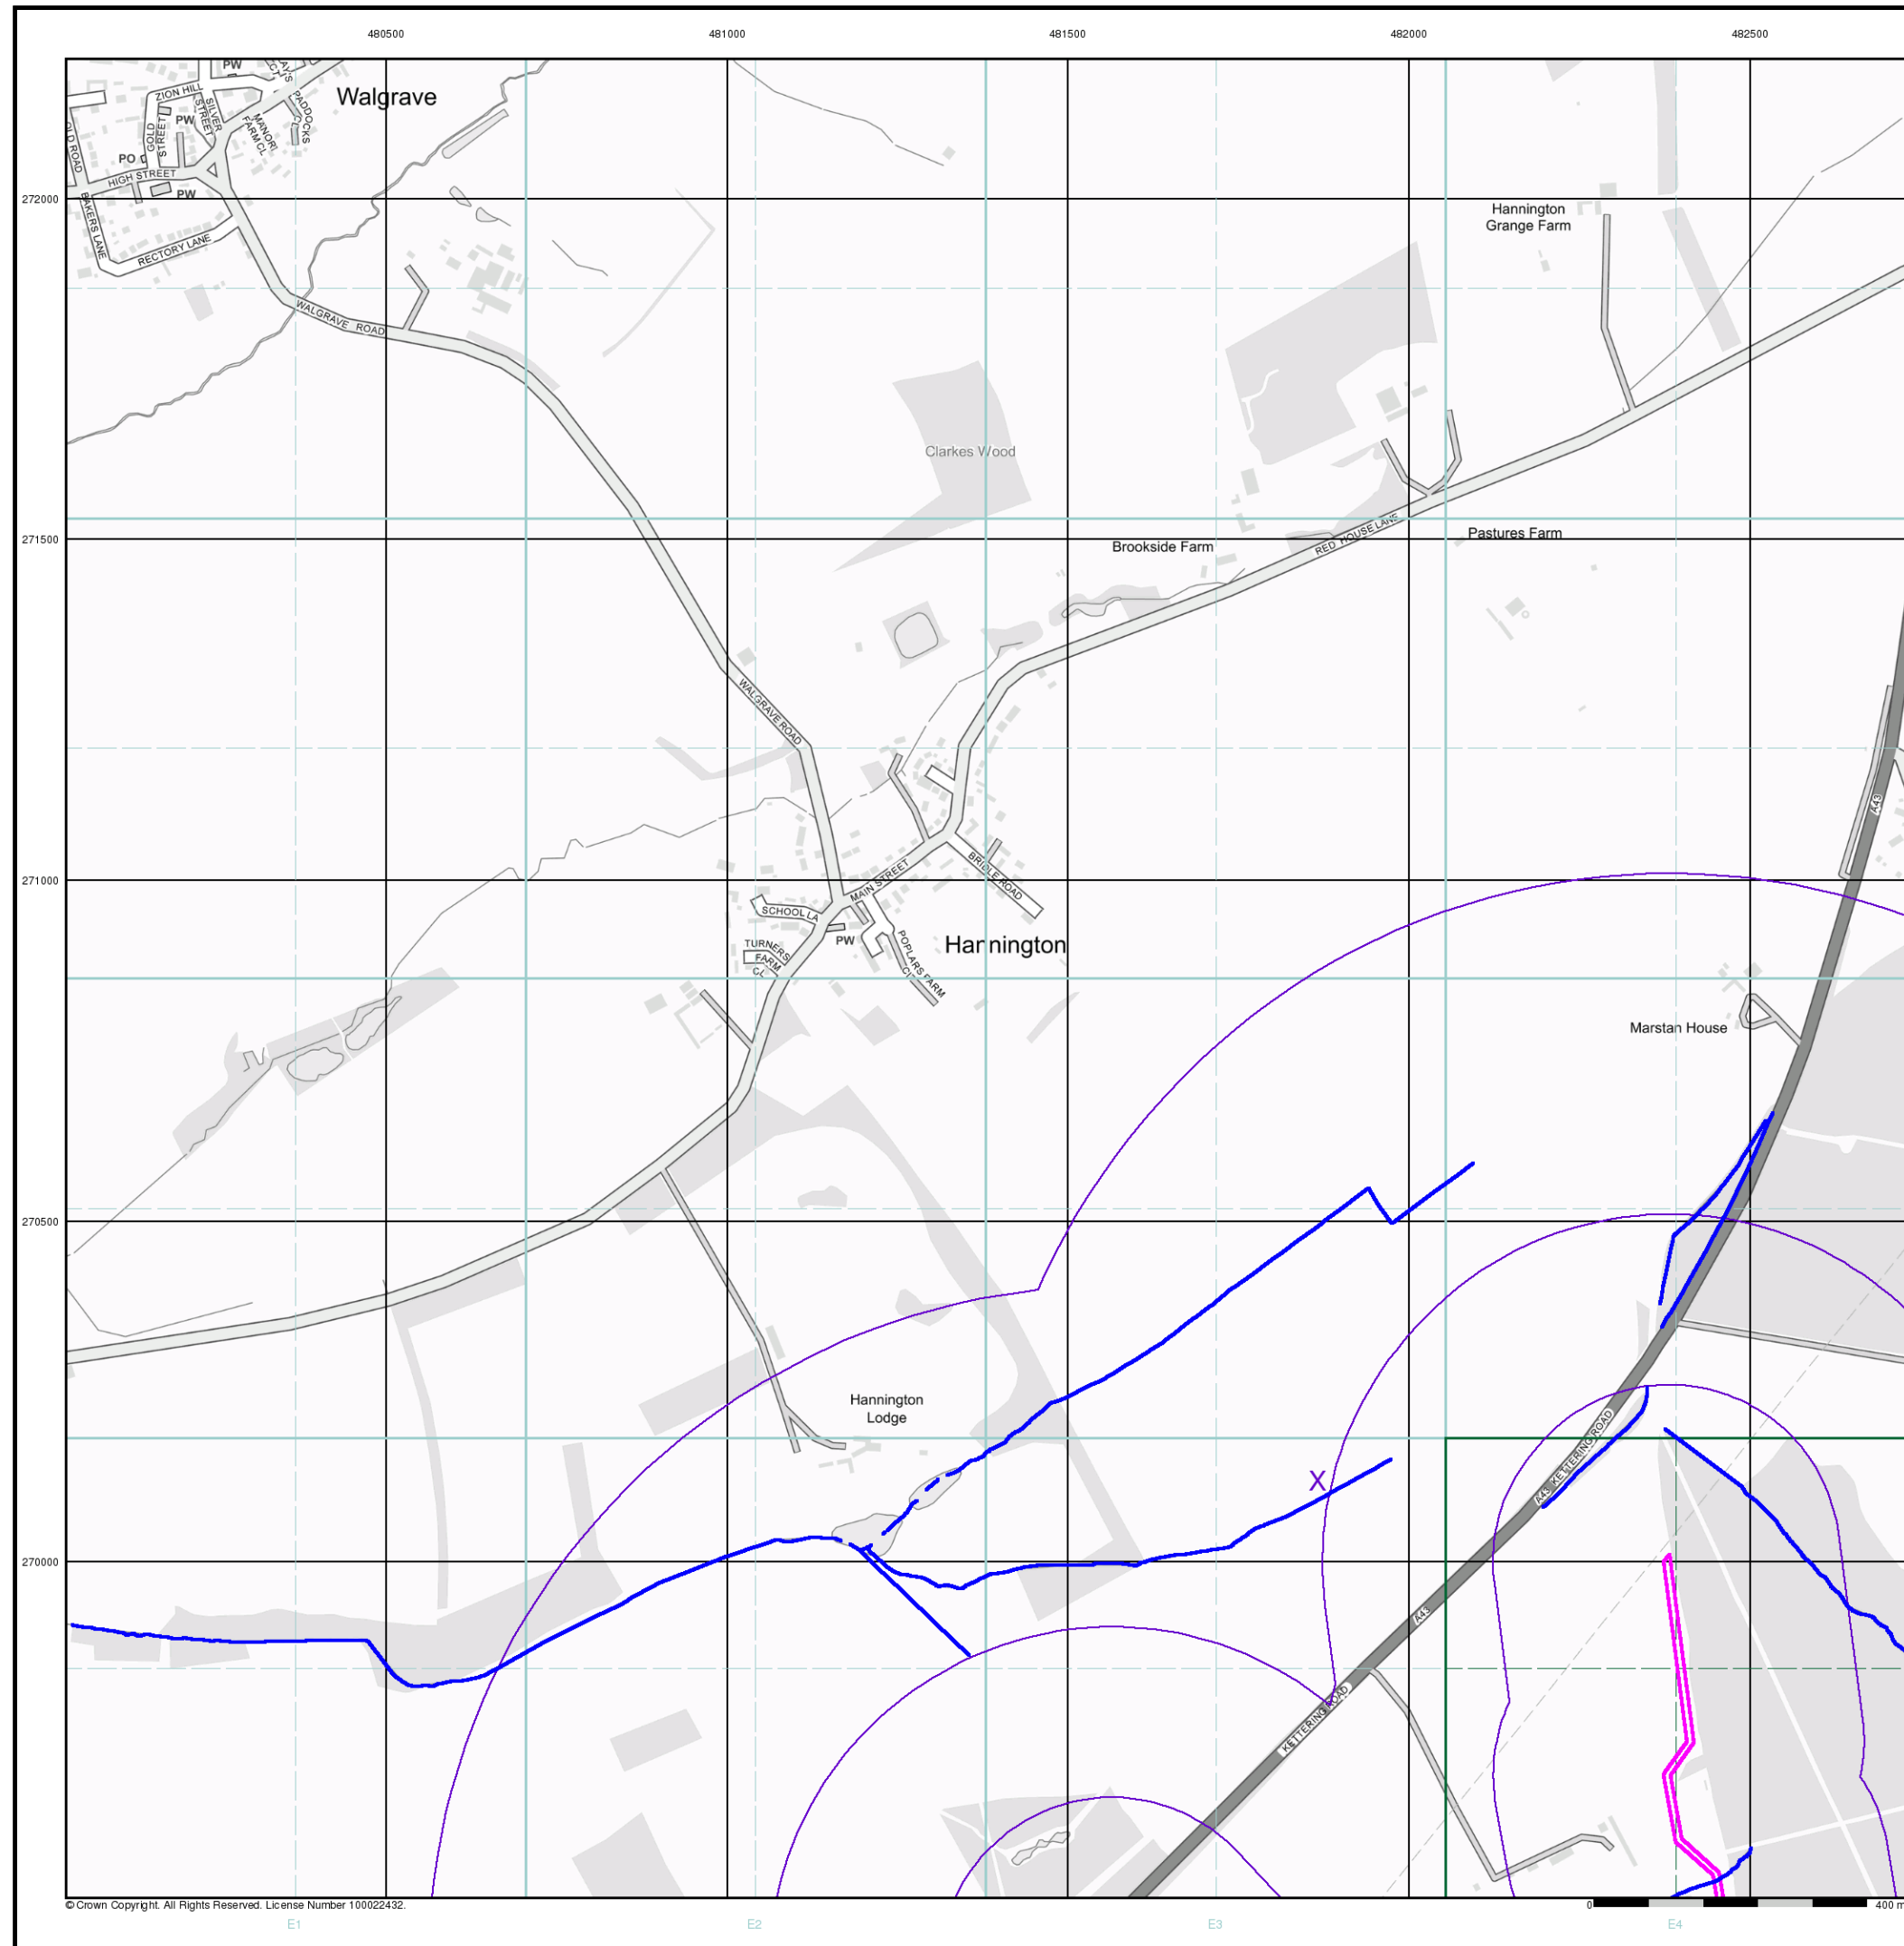 480500 481000 481500 482000 482500
PW
Walgrave
ZION HILL
SILVER
STREET
PADDOCKS
GOLD
STREET
PW
MANOR
FARM CL
OLD ROAD
PO
HIGH STREET
PW
BAKERS LANE
RECTORY LANE
272000
Hannington
Grange Farm
WALGRAVE ROAD
Clarkes Wood
271500
RED HOUSE LANE
Brookside Farm
Pastures Farm
WALGRAVE ROAD
A43
271000
MAIN STREET
BRIDLE ROAD
SCHOOL LA
PW
Hannington
TURNERS
FARM
CL
POPLARS FARM
CL
Marstan House
270500
Hannington
Lodge
A43 KETTERING ROAD
X
270000
A43
KETTERING ROAD
© Crown Copyright. All Rights Reserved. License Number 100022432.
0 400 m
E1 E2 E3 E4